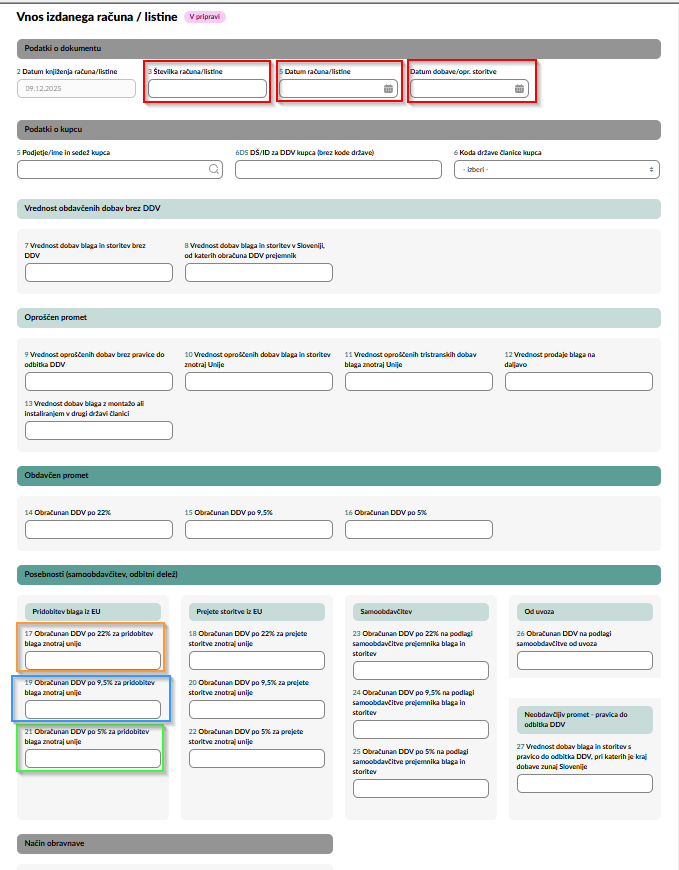 Vnos izdanega računa / listine V pripravi
Podatki o dokumentu
2 Datum knjiženja računa/listine
3 Številka računa/listine
5 Datum računa/listine
Datum dobave/opr. storitve
09.12.2025
Podatki o kupcu
5 Podjetje/ime in sedež kupca
6DS DŠ/ID za DDV kupca (brez kode države)
6 Koda države članice kupca
- Izberi -
Vrednost obdavčenih dobav brez DDV
7 Vrednost dobav blaga in storitev brez
DDV
8 Vrednost dobav blaga in storitev v Sloveniji,
od katerih obračuna DDV prejemnik
Oproščen promet
9 Vrednost oproščenih dobav brez pravice do
odbitka DDV
10 Vrednost oproščenih dobav blaga in storitev
znotraj Unije
11 Vrednost oproščenih tristranskih dobav
blaga znotraj Unije
12 Vrednost prodaje blaga na
daljavo
13 Vrednost dobav blaga z montažo ali
instaliranjem v drugi državi članici
Obdavčen promet
14 Obračunan DDV po 22%
15 Obračunan DDV po 9,5%
16 Obračunan DDV po 5%
Posebnosti (samoobdavčitev, odbitni delež)
Pridobitev blaga iz EU
17 Obračunan DDV po 22% za pridobitev
blaga znotraj unije
19 Obračunan DDV po 9,5% za pridobitev
blaga znotraj unije
21 Obračunan DDV po 5% za pridobitev
blaga znotraj unije
Prejete storitve iz EU
18 Obračunan DDV po 22% za prejete
storitve znotraj unije
20 Obračunan DDV po 9,5% za prejete
storitve znotraj unije
22 Obračunan DDV po 5% za prejete
storitve znotraj unije
Samoobdavčitev
23 Obračunan DDV po 22% na podlagi
samoobdavčitve prejemnika blaga in
storitev
24 Obračunan DDV po 9,5% na podlagi
samoobdavčitve prejemnika blaga in
storitev
25 Obračunan DDV po 5% na podlagi
samoobdavčitve prejemnika blaga in
storitev
Od uvoza
26 Obračunan DDV na podlagi
samoobdavčitve od uvoza
Neobdavčljiv promet - pravica do
odbitka DDV
27 Vrednost dobav blaga in storitev s
pravico do odbitka DDV, pri katerih je kraj
dobave zunaj Slovenije
Način obravnave